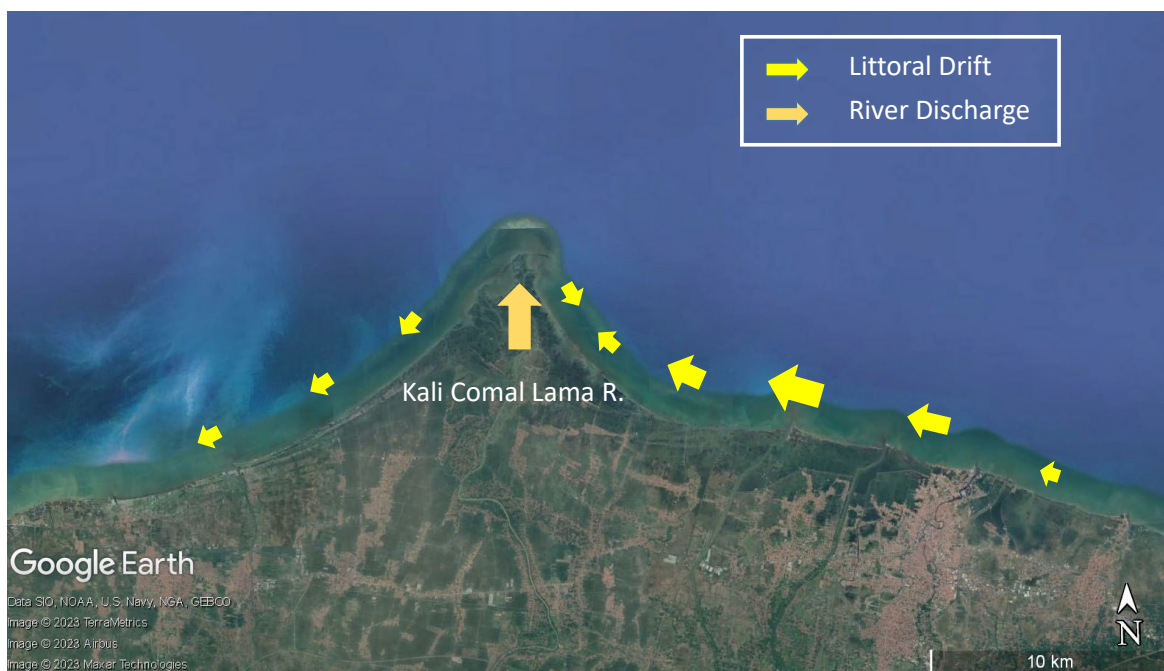 Littoral Drift
River Discharge
Kali Comal Lama R.
Google Earth
Data SIO, NOAA, U.S. Navy, NGA, GEBCO
Image © 2023 TerraMetrics
Image © 2023 Airbus
Image © 2023 Maxar Technologies
N
10 km